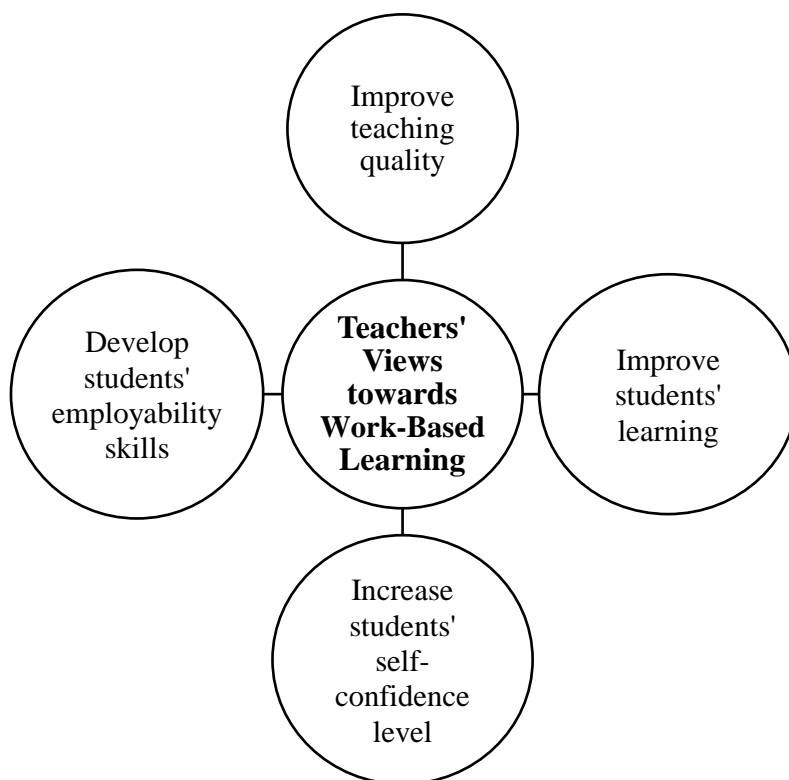 Improve
teaching
quality
Develop
students'
employability
skills
Teachers'
Views
towards
Work-Based
Learning
Improve
students'
learning
Increase
students'
self-
confidence
level